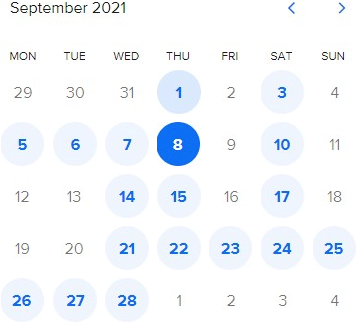 September 2021
MON TUE WED THU FRI SAT SUN
29 30 31 1 2 3 4
5 6 7 8 9 10 11
12 13 14 15 16 17 18
19 20 21 22 23 24 25
26 27 28 1 2 3 4